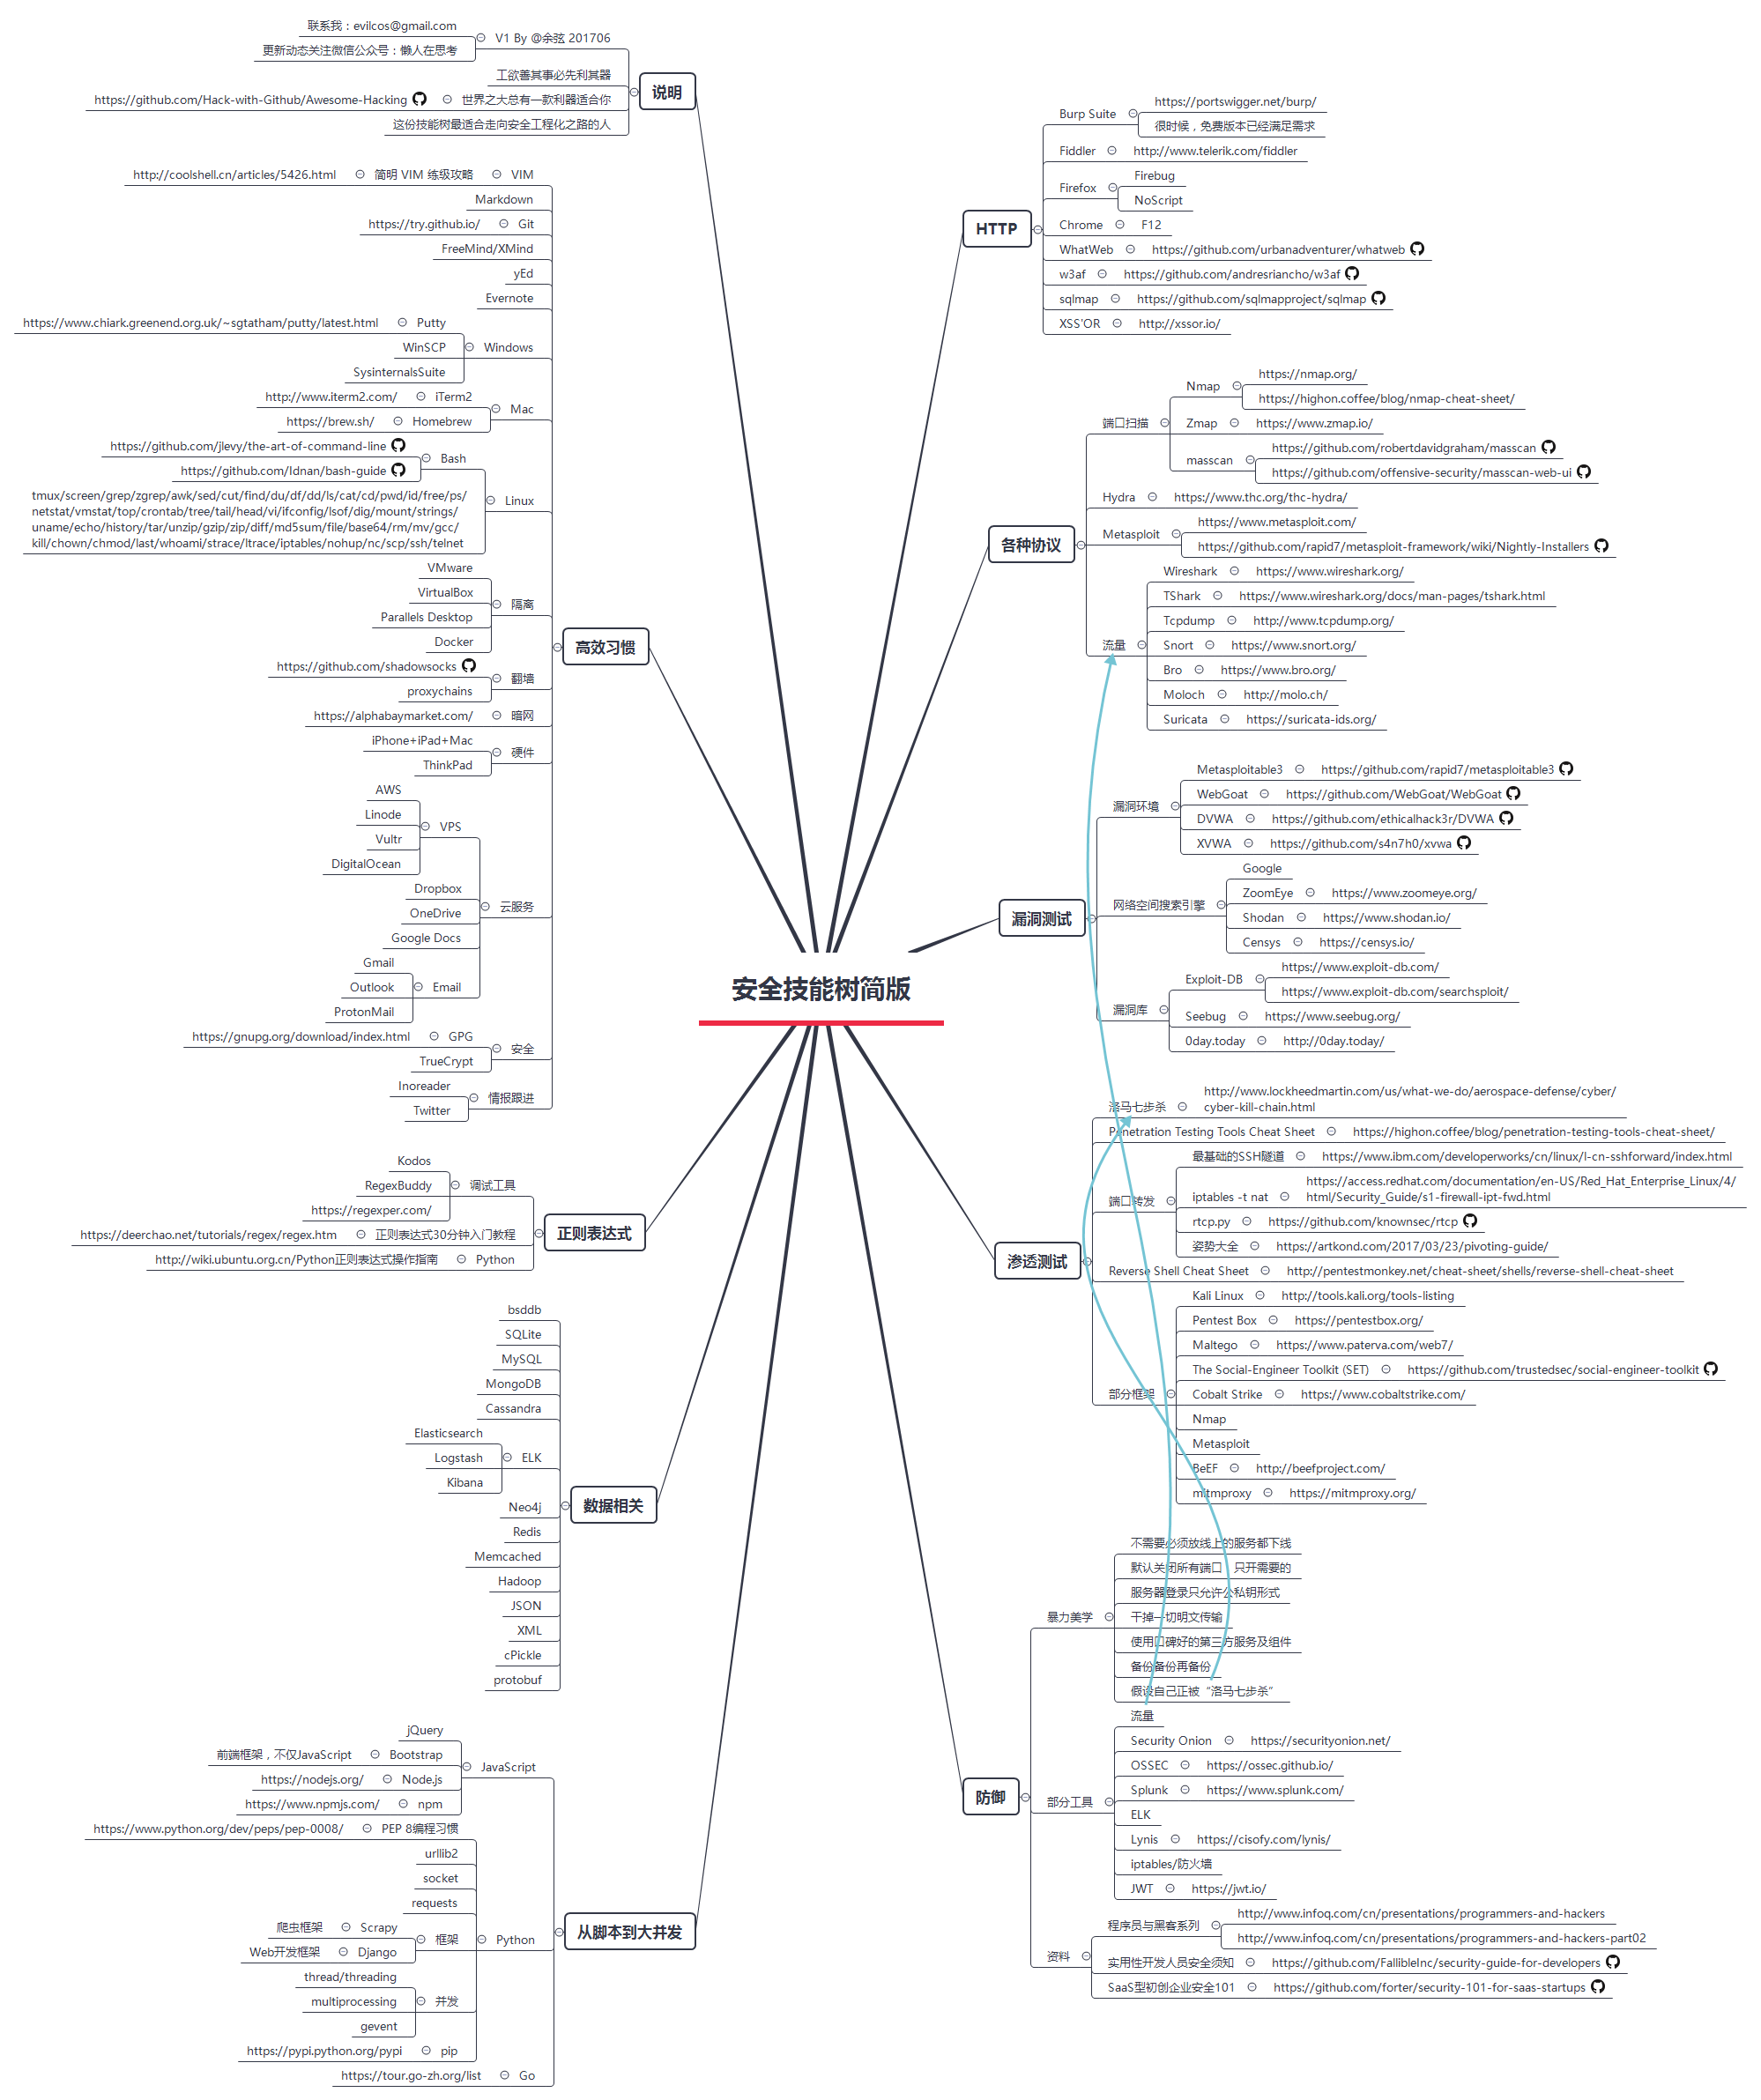 安全技能树简版
说明
V1 By @余弦 201706
联系我：evilcos@gmail.com
更新动态关注微信公众号：懒人在思考
工欲善其事必先利其器
世界之大总有一款利器适合你
https://github.com/Hack-with-Github/Awesome-Hacking
这份技能树最适合走向安全工程化之路的人
高效习惯
VIM
简明 VIM 练级攻略
http://coolshell.cn/articles/5426.html
Markdown
Git
https://try.github.io/
FreeMind/XMind
yEd
Evernote
Windows
Putty
https://www.chiark.greenend.org.uk/~sgtatham/putty/latest.html
WinSCP
SysinternalsSuite
Mac
iTerm2
http://www.iterm2.com/
Homebrew
https://brew.sh/
Linux
Bash
https://github.com/jlevy/the-art-of-command-line
https://github.com/Idnan/bash-guide
tmux/screen/grep/zgrep/awk/sed/cut/find/du/df/dd/ls/cat/cd/pwd/id/free/ps/
netstat/vmstat/top/crontab/tree/tail/head/vi/ifconfig/lsof/dig/mount/strings/
uname/echo/history/tar/unzip/gzip/zip/diff/md5sum/file/base64/rm/mv/gcc/
kill/chown/chmod/last/whoami/strace/ltrace/iptables/nohup/nc/scp/ssh/telnet
隔离
VMware
VirtualBox
Parallels Desktop
Docker
翻墙
https://github.com/shadowsocks
proxychains
暗网
https://alphabaymarket.com/
硬件
iPhone+iPad+Mac
ThinkPad
云服务
VPS
AWS
Linode
Vultr
DigitalOcean
Dropbox
OneDrive
Google Docs
Email
Gmail
Outlook
ProtonMail
安全
GPG
https://gnupg.org/download/index.html
TrueCrypt
情报跟进
Inoreader
Twitter
正则表达式
调试工具
Kodos
RegexBuddy
https://regexper.com/
正则表达式30分钟入门教程
https://deerchao.net/tutorials/regex/regex.htm
Python
http://wiki.ubuntu.org.cn/Python正则表达式操作指南
数据相关
bsddb
SQLite
MySQL
MongoDB
Cassandra
ELK
Elasticsearch
Logstash
Kibana
Neo4j
Redis
Memcached
Hadoop
JSON
XML
cPickle
protobuf
从脚本到大并发
JavaScript
jQuery
Bootstrap
前端框架，不仅JavaScript
Node.js
https://nodejs.org/
npm
https://www.npmjs.com/
Python
PEP 8编程习惯
https://www.python.org/dev/peps/pep-0008/
urllib2
socket
requests
框架
Scrapy
爬虫框架
Django
Web开发框架
并发
thread/threading
multiprocessing
gevent
pip
https://pypi.python.org/pypi
Go
https://tour.go-zh.org/list
HTTP
Burp Suite
https://portswigger.net/burp/
很时候，免费版本已经满足需求
Fiddler
http://www.telerik.com/fiddler
Firefox
Firebug
NoScript
Chrome
F12
WhatWeb
https://github.com/urbanadventurer/whatweb
w3af
https://github.com/andresriancho/w3af
sqlmap
https://github.com/sqlmapproject/sqlmap
XSS'OR
http://xssor.io/
各种协议
端口扫描
Nmap
https://nmap.org/
https://highon.coffee/blog/nmap-cheat-sheet/
Zmap
https://www.zmap.io/
masscan
https://github.com/robertdavidgraham/masscan
https://github.com/offensive-security/masscan-web-ui
Hydra
https://www.thc.org/thc-hydra/
Metasploit
https://www.metasploit.com/
https://github.com/rapid7/metasploit-framework/wiki/Nightly-Installers
流量
Wireshark
https://www.wireshark.org/
TShark
https://www.wireshark.org/docs/man-pages/tshark.html
Tcpdump
http://www.tcpdump.org/
Snort
https://www.snort.org/
Bro
https://www.bro.org/
Moloch
http://molo.ch/
Suricata
https://suricata-ids.org/
漏洞测试
漏洞环境
Metasploitable3
https://github.com/rapid7/metasploitable3
WebGoat
https://github.com/WebGoat/WebGoat
DVWA
https://github.com/ethicalhack3r/DVWA
XVWA
https://github.com/s4n7h0/xvwa
网络空间搜索引擎
Google
ZoomEye
https://www.zoomeye.org/
Shodan
https://www.shodan.io/
Censys
https://censys.io/
漏洞库
Exploit-DB
https://www.exploit-db.com/
https://www.exploit-db.com/searchsploit/
Seebug
https://www.seebug.org/
0day.today
http://0day.today/
渗透测试
洛马七步杀
http://www.lockheedmartin.com/us/what-we-do/aerospace-defense/cyber/
cyber-kill-chain.html
Penetration Testing Tools Cheat Sheet
https://highon.coffee/blog/penetration-testing-tools-cheat-sheet/
端口转发
最基础的SSH隧道
https://www.ibm.com/developerworks/cn/linux/l-cn-sshforward/index.html
iptables -t nat
https://access.redhat.com/documentation/en-US/Red_Hat_Enterprise_Linux/4/
html/Security_Guide/s1-firewall-ipt-fwd.html
rtcp.py
https://github.com/knownsec/rtcp
姿势大全
https://artkond.com/2017/03/23/pivoting-guide/
Reverse Shell Cheat Sheet
http://pentestmonkey.net/cheat-sheet/shells/reverse-shell-cheat-sheet
部分框架
Kali Linux
http://tools.kali.org/tools-listing
Pentest Box
https://pentestbox.org/
Maltego
https://www.paterva.com/web7/
The Social-Engineer Toolkit (SET)
https://github.com/trustedsec/social-engineer-toolkit
Cobalt Strike
https://www.cobaltstrike.com/
Nmap
Metasploit
BeEF
http://beefproject.com/
mitmproxy
https://mitmproxy.org/
防御
暴力美学
不需要必须放线上的服务都下线
默认关闭所有端口，只开需要的
服务器登录只允许公私钥形式
干掉一切明文传输
使用口碑好的第三方服务及组件
备份备份再备份
假设自己正被“洛马七步杀”
部分工具
流量
Security Onion
https://securityonion.net/
OSSEC
https://ossec.github.io/
Splunk
https://www.splunk.com/
ELK
Lynis
https://cisofy.com/lynis/
iptables/防火墙
JWT
https://jwt.io/
资料
程序员与黑客系列
http://www.infoq.com/cn/presentations/programmers-and-hackers
http://www.infoq.com/cn/presentations/programmers-and-hackers-part02
实用性开发人员安全须知
https://github.com/FallibleInc/security-guide-for-developers
SaaS型初创企业安全101
https://github.com/forter/security-101-for-saas-startups